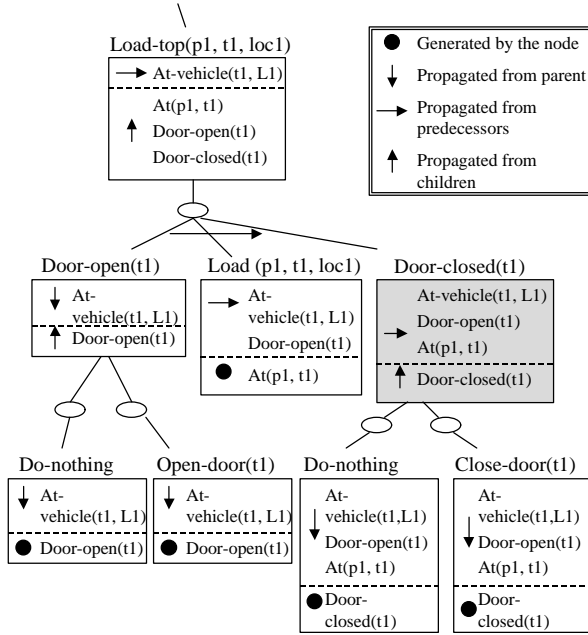 Load-top(p1, t1, loc1)
At-vehicle(t1, L1)
At(p1, t1)
Door-open(t1)
Door-closed(t1)
Generated by the node
Propagated from parent
Propagated from
predecessors
Propagated from
children
Door-open(t1)
At-
vehicle(t1, L1)
Door-open(t1)
Load (p1, t1, loc1)
At-
vehicle(t1, L1)
Door-open(t1)
At(p1, t1)
Door-closed(t1)
At-vehicle(t1, L1)
Door-open(t1)
At(p1, t1)
Door-closed(t1)
Do-nothing
At-
vehicle(t1, L1)
Door-open(t1)
Open-door(t1)
At-
vehicle(t1, L1)
Door-open(t1)
Do-nothing
At-
vehicle(t1,L1)
Door-open(t1)
At(p1, t1)
Door-
closed(t1)
Close-door(t1)
At-
vehicle(t1,L1)
Door-open(t1)
At(p1, t1)
Door-
closed(t1)